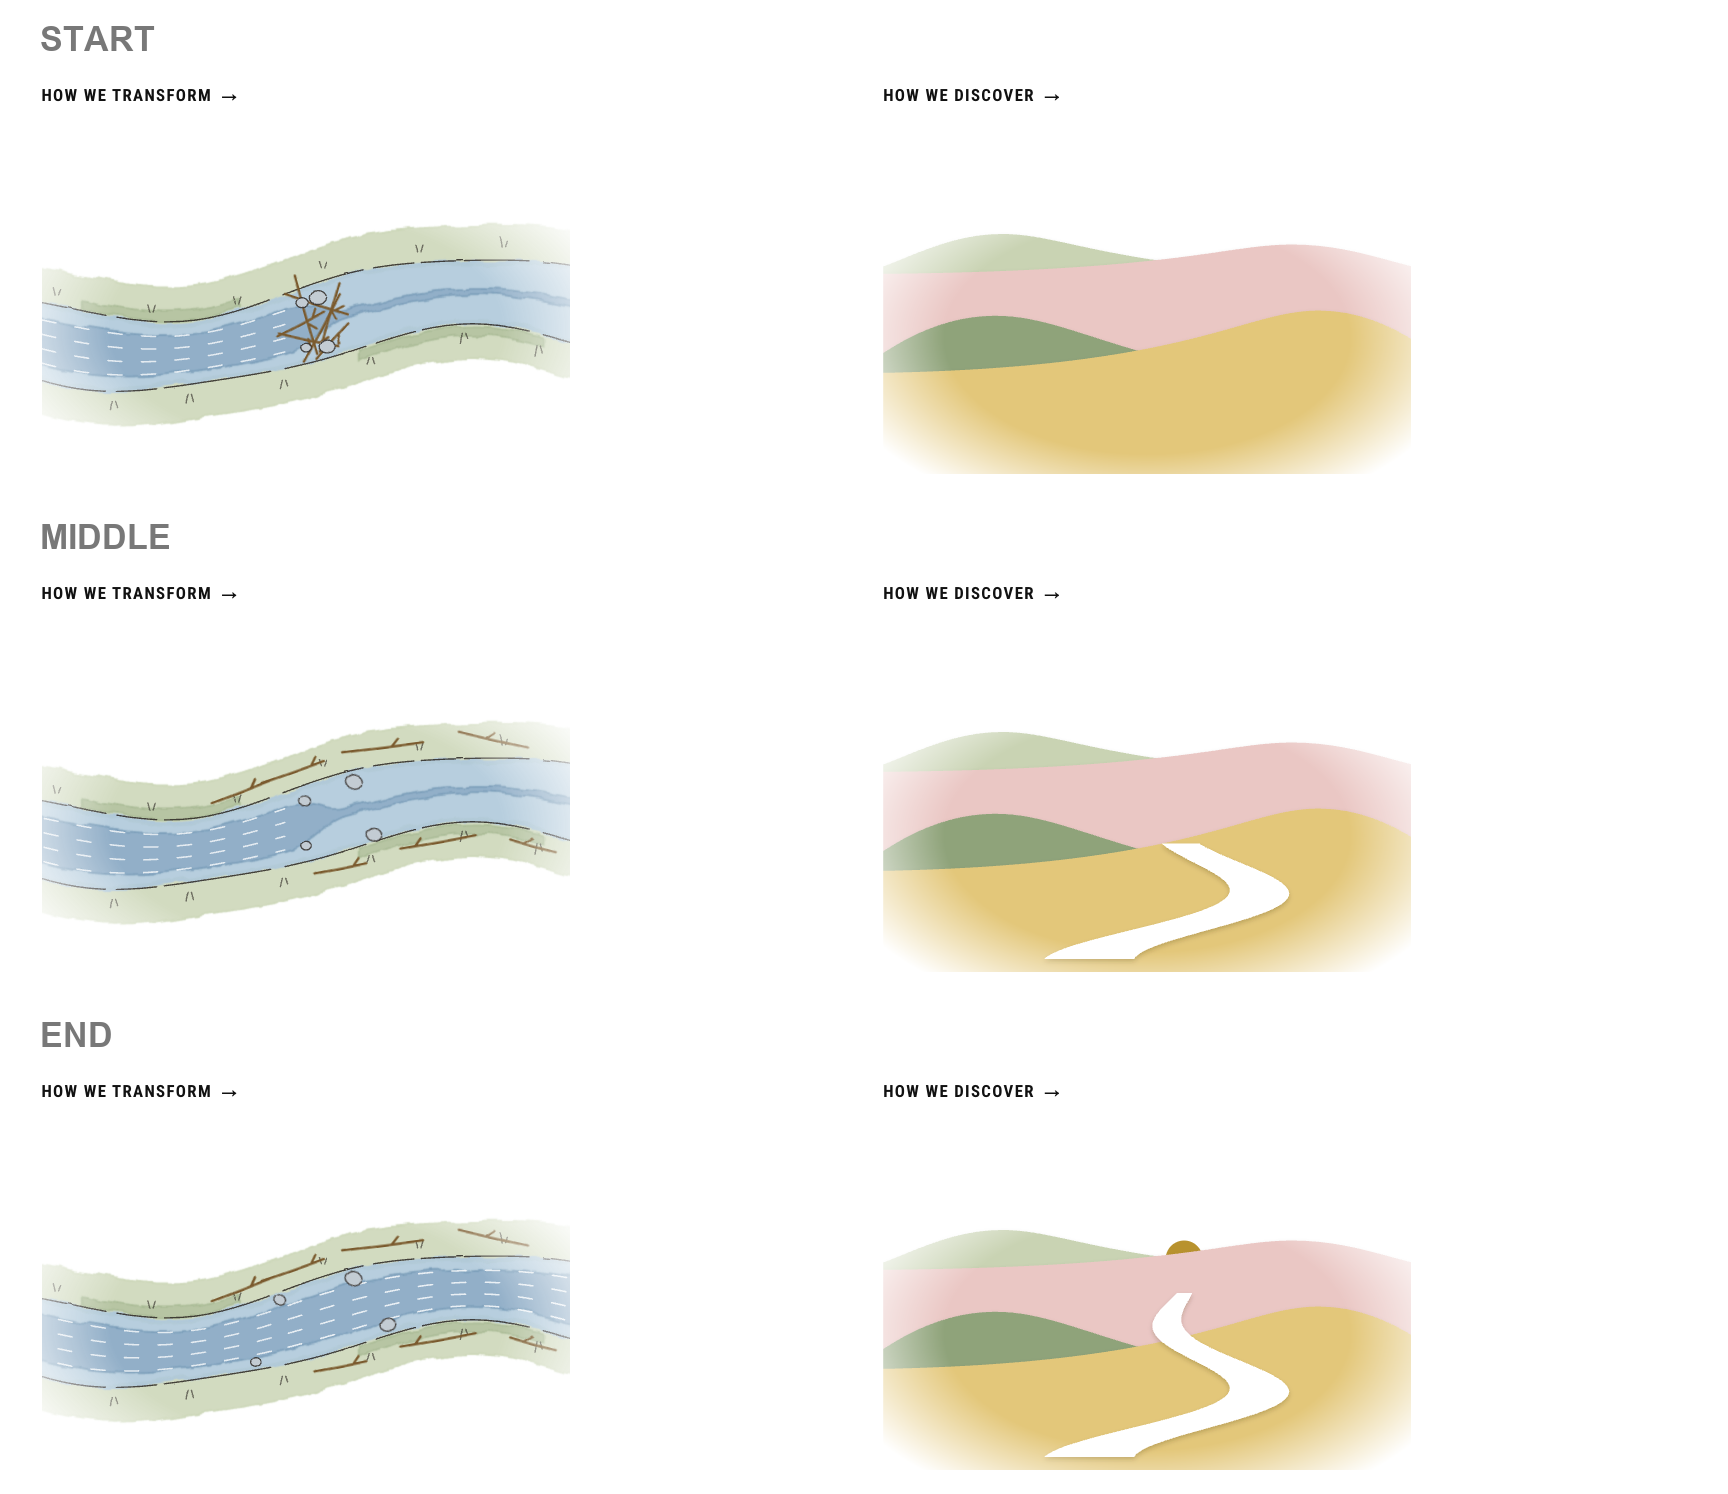 START
HOW WE TRANSFORM →
HOW WE DISCOVER →
MIDDLE
HOW WE TRANSFORM →
HOW WE DISCOVER →
END
HOW WE TRANSFORM →
HOW WE DISCOVER →